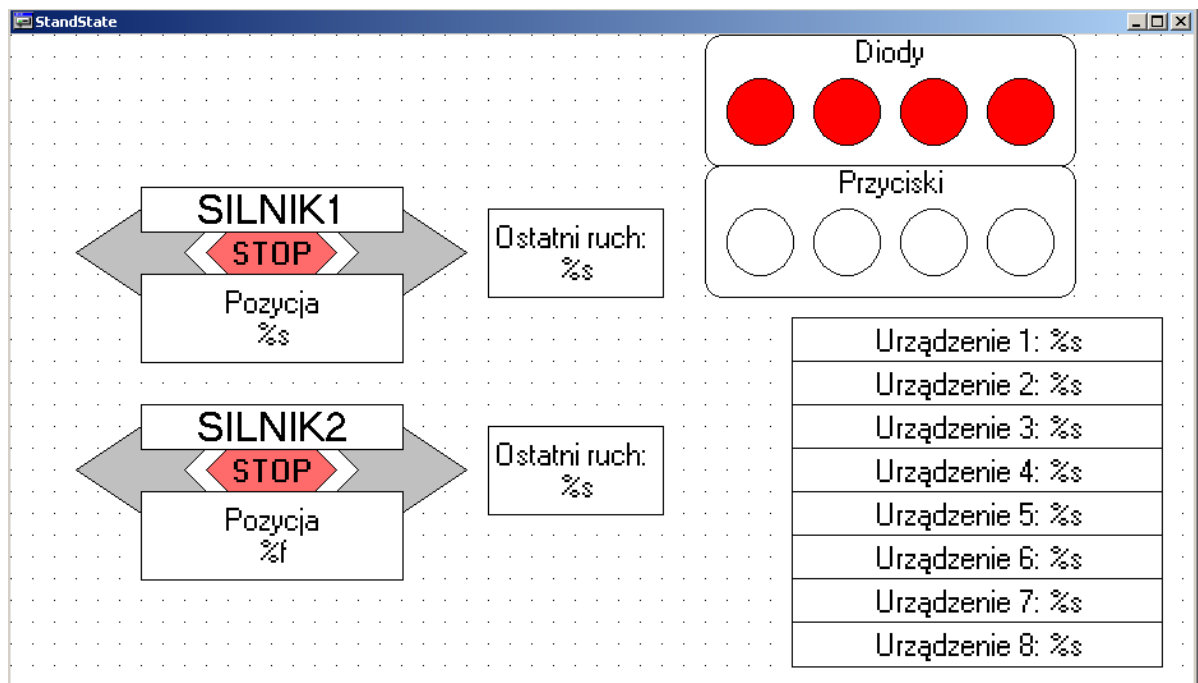 StandState
Diody
Przyciski
SILNIK1
STOP
Pozycja
%s
Ostatni ruch:
%s
SILNIK2
STOP
Pozycja
%f
Ostatni ruch:
%s
Urządzenie 1: %s
Urządzenie 2: %s
Urządzenie 3: %s
Urządzenie 4: %s
Urządzenie 5: %s
Urządzenie 6: %s
Urządzenie 7: %s
Urządzenie 8: %s